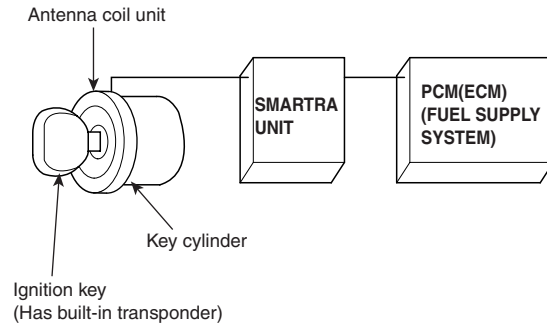 Antenna coil unit
SMARTRA
UNIT
PCM(ECM)
(FUEL SUPPLY
SYSTEM)
Key cylinder
Ignition key
(Has built-in transponder)